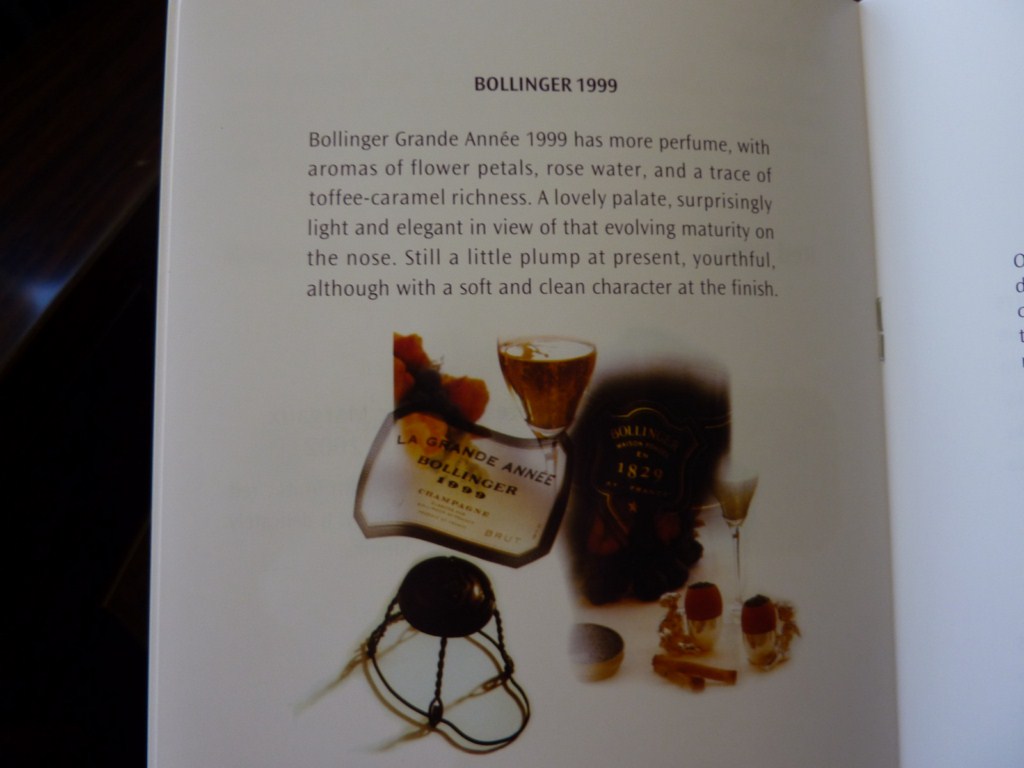 BOLLINGER 1999
Bollinger Grande Année 1999 has more perfume, with
aromas of flower petals, rose water, and a trace of
toffee-caramel richness. A lovely palate, surprisingly
light and elegant in view of that evolving maturity on
the nose. Still a little plump at present, yourthful,
although with a soft and clean character at the finish.
LA GRANDE ANNÉE
BOLLINGER
1999
CHAMPAGNE
BRUT
BOLLINGER
1829